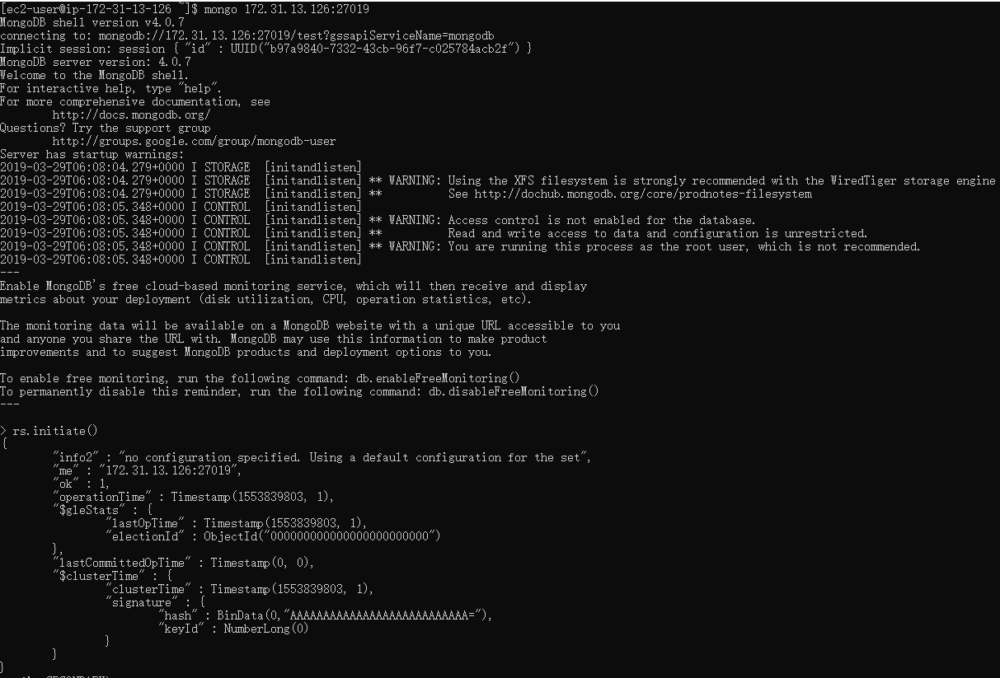 [ec2-user@ip-172-31-13-126 ~]$ mongo 172.31.13.126:27019
MongoDB shell version v4.0.7
connecting to: mongodb://172.31.13.126:27019/test?gssapiServiceName=mongodb
Implicit session: session { "id" : UUID("b97a9840-7332-43cb-96f7-c025784acb2f") }
MongoDB server version: 4.0.7
Welcome to the MongoDB shell.
For interactive help, type "help".
For more comprehensive documentation, see
        http://docs.mongodb.org/
Questions? Try the support group
        http://groups.google.com/group/mongodb-user
Server has startup warnings:
2019-03-29T06:08:04.279+0000 I STORAGE  [initandlisten]
2019-03-29T06:08:04.279+0000 I STORAGE  [initandlisten] ** WARNING: Using the XFS filesystem is strongly recommended with the WiredTiger storage engine
2019-03-29T06:08:04.279+0000 I STORAGE  [initandlisten] **          See http://dochub.mongodb.org/core/prodnotes-filesystem
2019-03-29T06:08:05.348+0000 I CONTROL  [initandlisten]
2019-03-29T06:08:05.348+0000 I CONTROL  [initandlisten] ** WARNING: Access control is not enabled for the database.
2019-03-29T06:08:05.348+0000 I CONTROL  [initandlisten] **          Read and write access to data and configuration is unrestricted.
2019-03-29T06:08:05.348+0000 I CONTROL  [initandlisten] ** WARNING: You are running this process as the root user, which is not recommended.
2019-03-29T06:08:05.348+0000 I CONTROL  [initandlisten]
---
Enable MongoDB's free cloud-based monitoring service, which will then receive and display
metrics about your deployment (disk utilization, CPU, operation statistics, etc).

The monitoring data will be available on a MongoDB website with a unique URL accessible to you
and anyone you share the URL with. MongoDB may use this information to make product
improvements and to suggest MongoDB products and deployment options to you.

To enable free monitoring, run the following command: db.enableFreeMonitoring()
To permanently disable this reminder, run the following command: db.disableFreeMonitoring()
---

> rs.initiate()
{
        "info2" : "no configuration specified. Using a default configuration for the set",
        "me" : "172.31.13.126:27019",
        "ok" : 1,
        "operationTime" : Timestamp(1553839803, 1),
        "$gleStats" : {
                "lastOpTime" : Timestamp(1553839803, 1),
                "electionId" : ObjectId("000000000000000000000000")
        },
        "lastCommittedOpTime" : Timestamp(0, 0),
        "$clusterTime" : {
                "clusterTime" : Timestamp(1553839803, 1),
                "signature" : {
                        "hash" : BinData(0,"AAAAAAAAAAAAAAAAAAAAAAAAAAA="),
                        "keyId" : NumberLong(0)
                }
        }
}